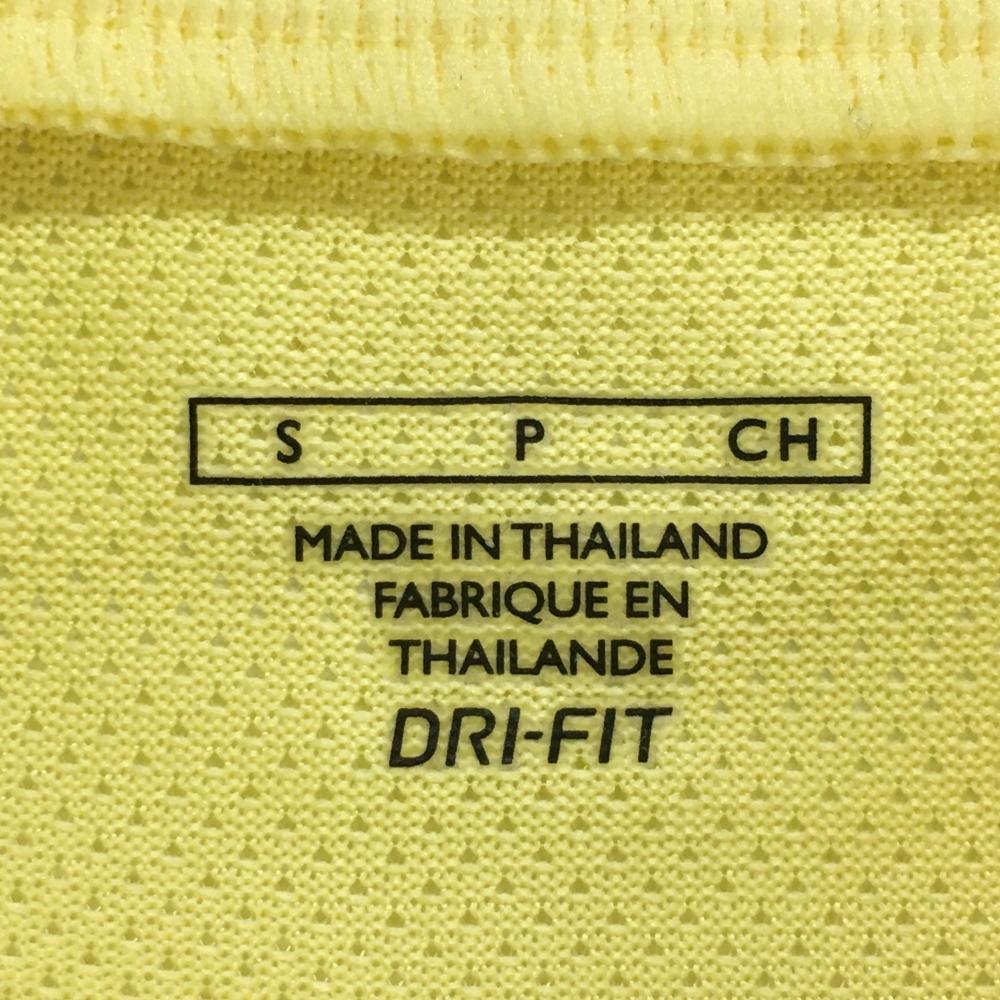 S P CH
MADE IN THAILAND
FABRIQUE EN
THAILANDE
DRI-FIT